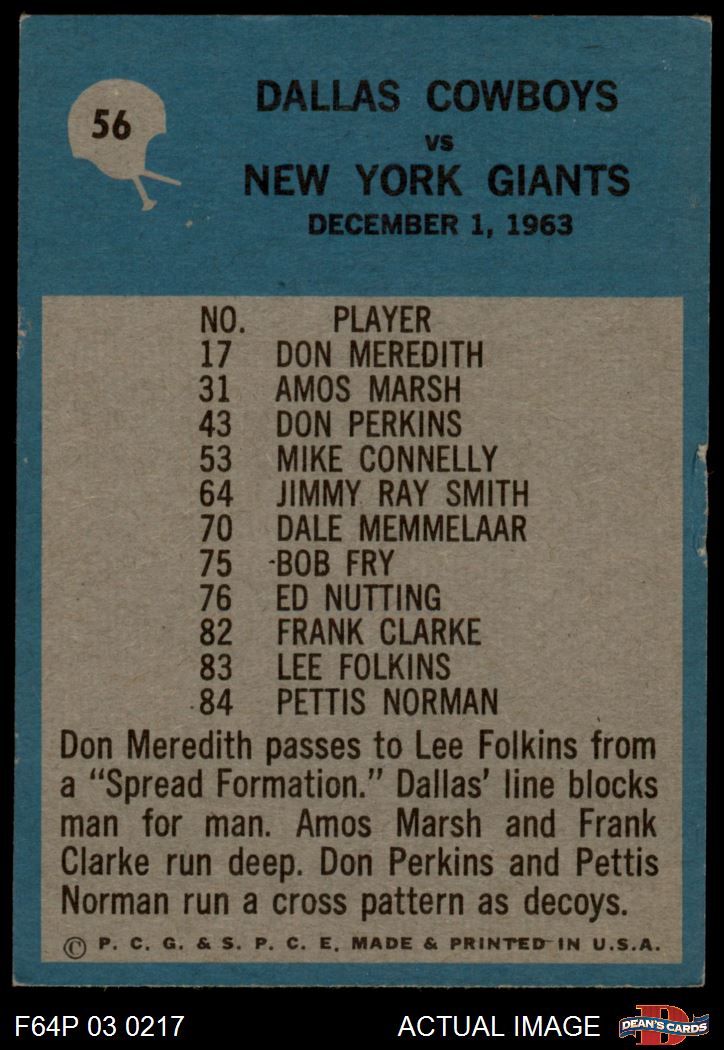 56
DALLAS COWBOYS
VS
NEW YORK GIANTS
DECEMBER 1, 1963
NO. PLAYER
17 DON MEREDITH
31 AMOS MARSH
43 DON PERKINS
53 MIKE CONNELLY
64 JIMMY RAY SMITH
70 DALE MEMMELAAR
75 BOB FRY
76 ED NUTTING
82 FRANK CLARKE
83 LEE FOLKINS
84 PETTIS NORMAN
Don Meredith passes to Lee Folkins from
a "Spread Formation." Dallas' line blocks
man for man. Amos Marsh and Frank
Clarke run deep. Don Perkins and Pettis
Norman run a cross pattern as decoys.
© P. C. G. & S. P. C. E. MADE & PRINTED IN U.S.A.
F64P 03 0217 ACTUAL IMAGE
D
DEAN'S CARDS